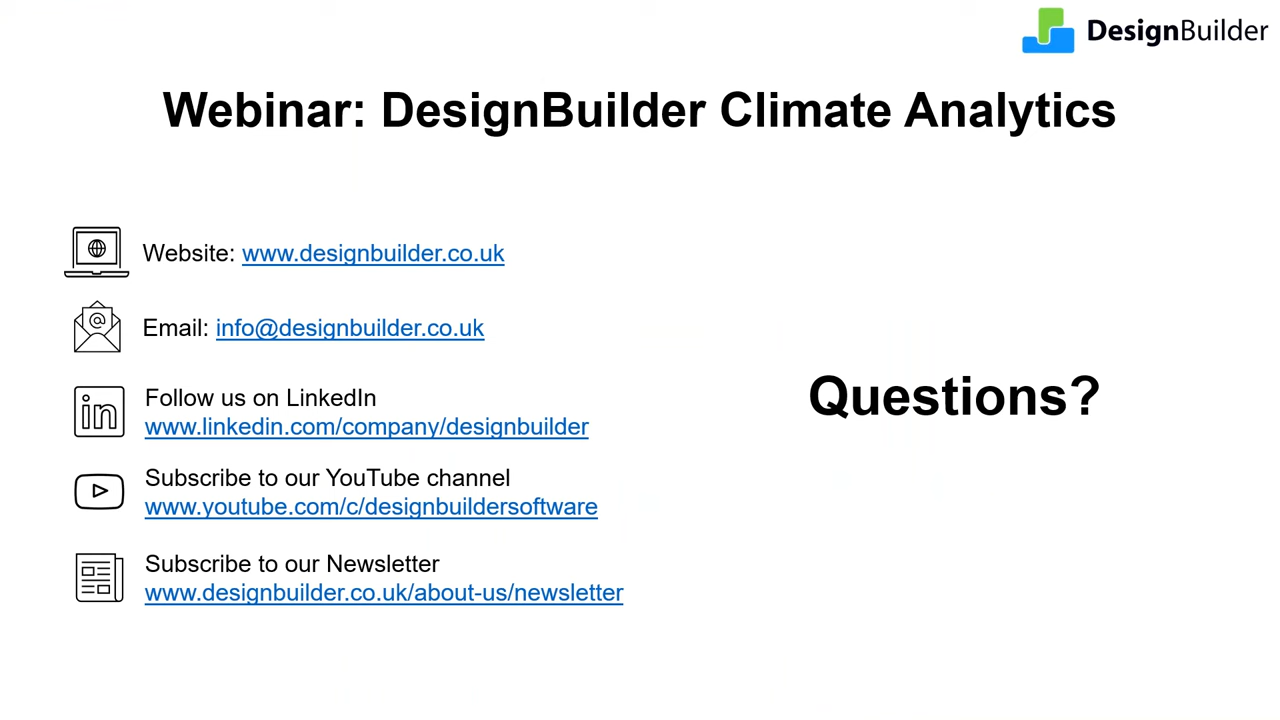 DesignBuilder
Webinar: DesignBuilder Climate Analytics
Website: www.designbuilder.co.uk
Email: info@designbuilder.co.uk
Follow us on LinkedIn
www.linkedin.com/company/designbuilder
Subscribe to our YouTube channel
www.youtube.com/c/designbuildersoftware
Subscribe to our Newsletter
www.designbuilder.co.uk/about-us/newsletter
Questions?